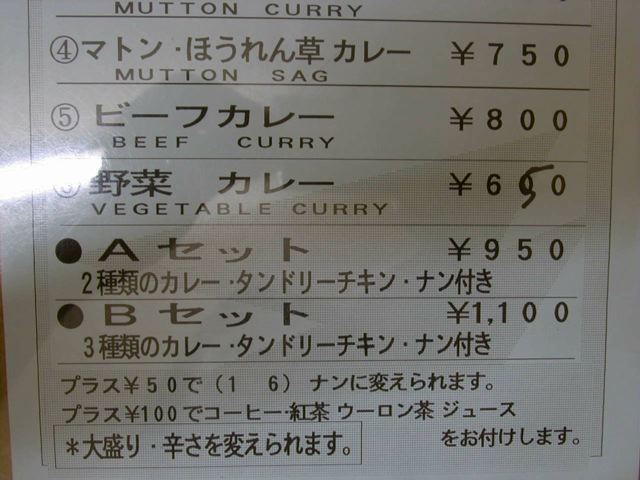 MUTTON CURRY
④マトン・ほうれん草カレー ￥750
MUTTON SAG
⑤ビーフカレー ￥800
BEEF CURRY
野菜 カレー ￥650
VEGETABLE CURRY
●Aセット ￥950
2種類のカレー・タンドリーチキン・ナン付き
●Bセット ￥1,100
3種類のカレー・タンドリーチキン・ナン付き
プラス￥50で(1 6)ナンに変えられます。
プラス￥100でコーヒー・紅茶 ウーロン茶 ジュース
をお付けします。
*大盛り・辛さを変えられます。